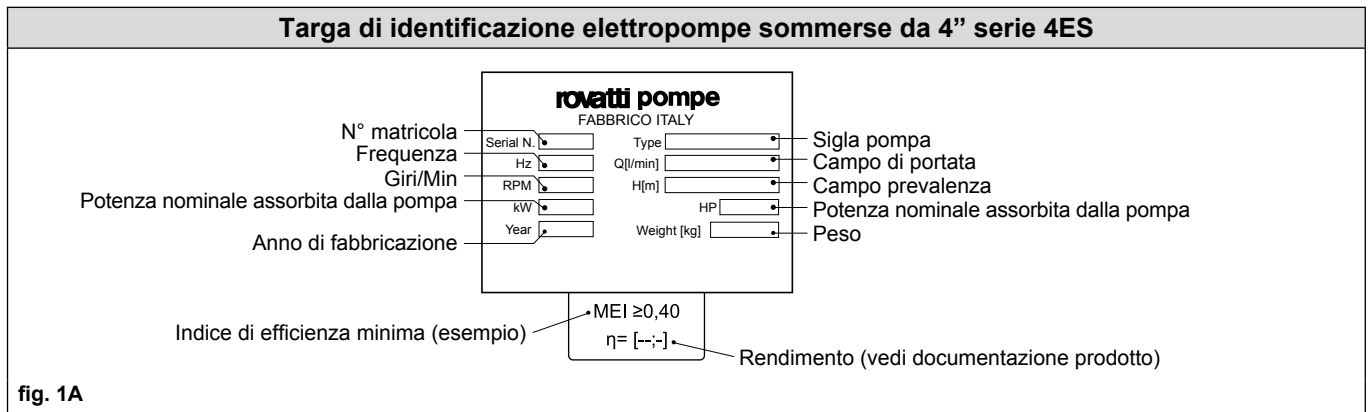 Targa di identificazione elettropompe sommerse da 4” serie 4ES
rovatti pompe
FABBRICO ITALY
N° matricola
Serial N.
Type
Sigla pompa
Frequenza
Hz
Q[l/min]
Campo di portata
Giri/Min
RPM
H[m]
Campo prevalenza
Potenza nominale assorbita dalla pompa
kW
HP
Potenza nominale assorbita dalla pompa
Anno di fabbricazione
Year
Weight [kg]
Peso
MEI ≥0,40
Indice di efficienza minima (esempio)
η= [--;-]
Rendimento (vedi documentazione prodotto)
fig. 1A